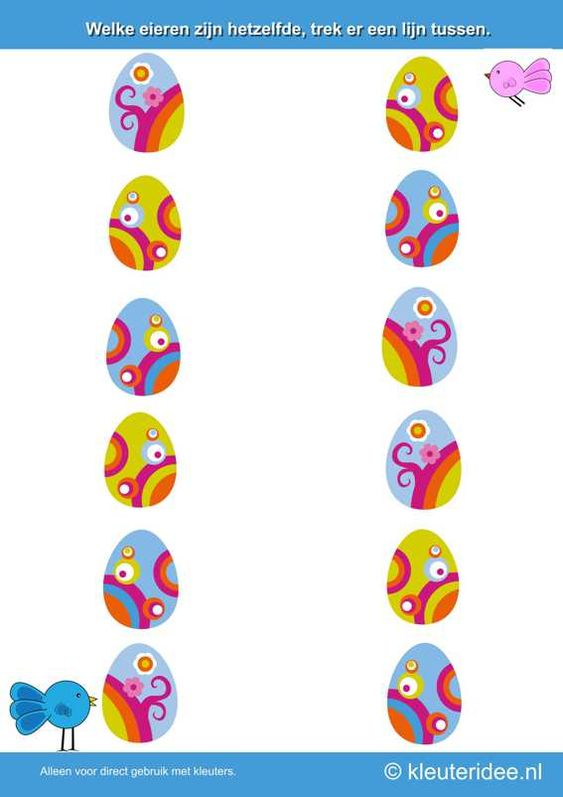 Welke eieren zijn hetzelfde, trek er een lijn tussen.
Alleen voor direct gebruik met kleuters.
© kleuteridee.nl